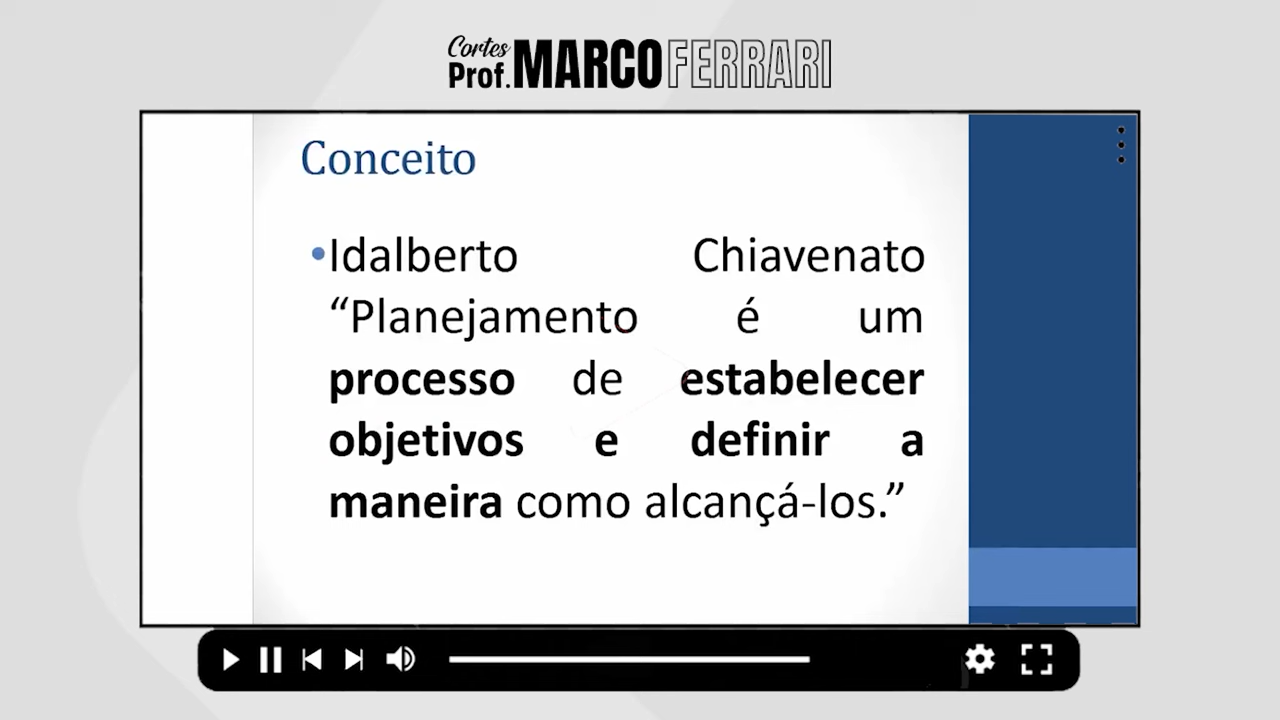 Cortes
Prof. MARCO FERRARI
Conceito
•Idalberto Chiavenato
“Planejamento é um
processo de estabelecer
objetivos e definir a
maneira como alcançá-los.”